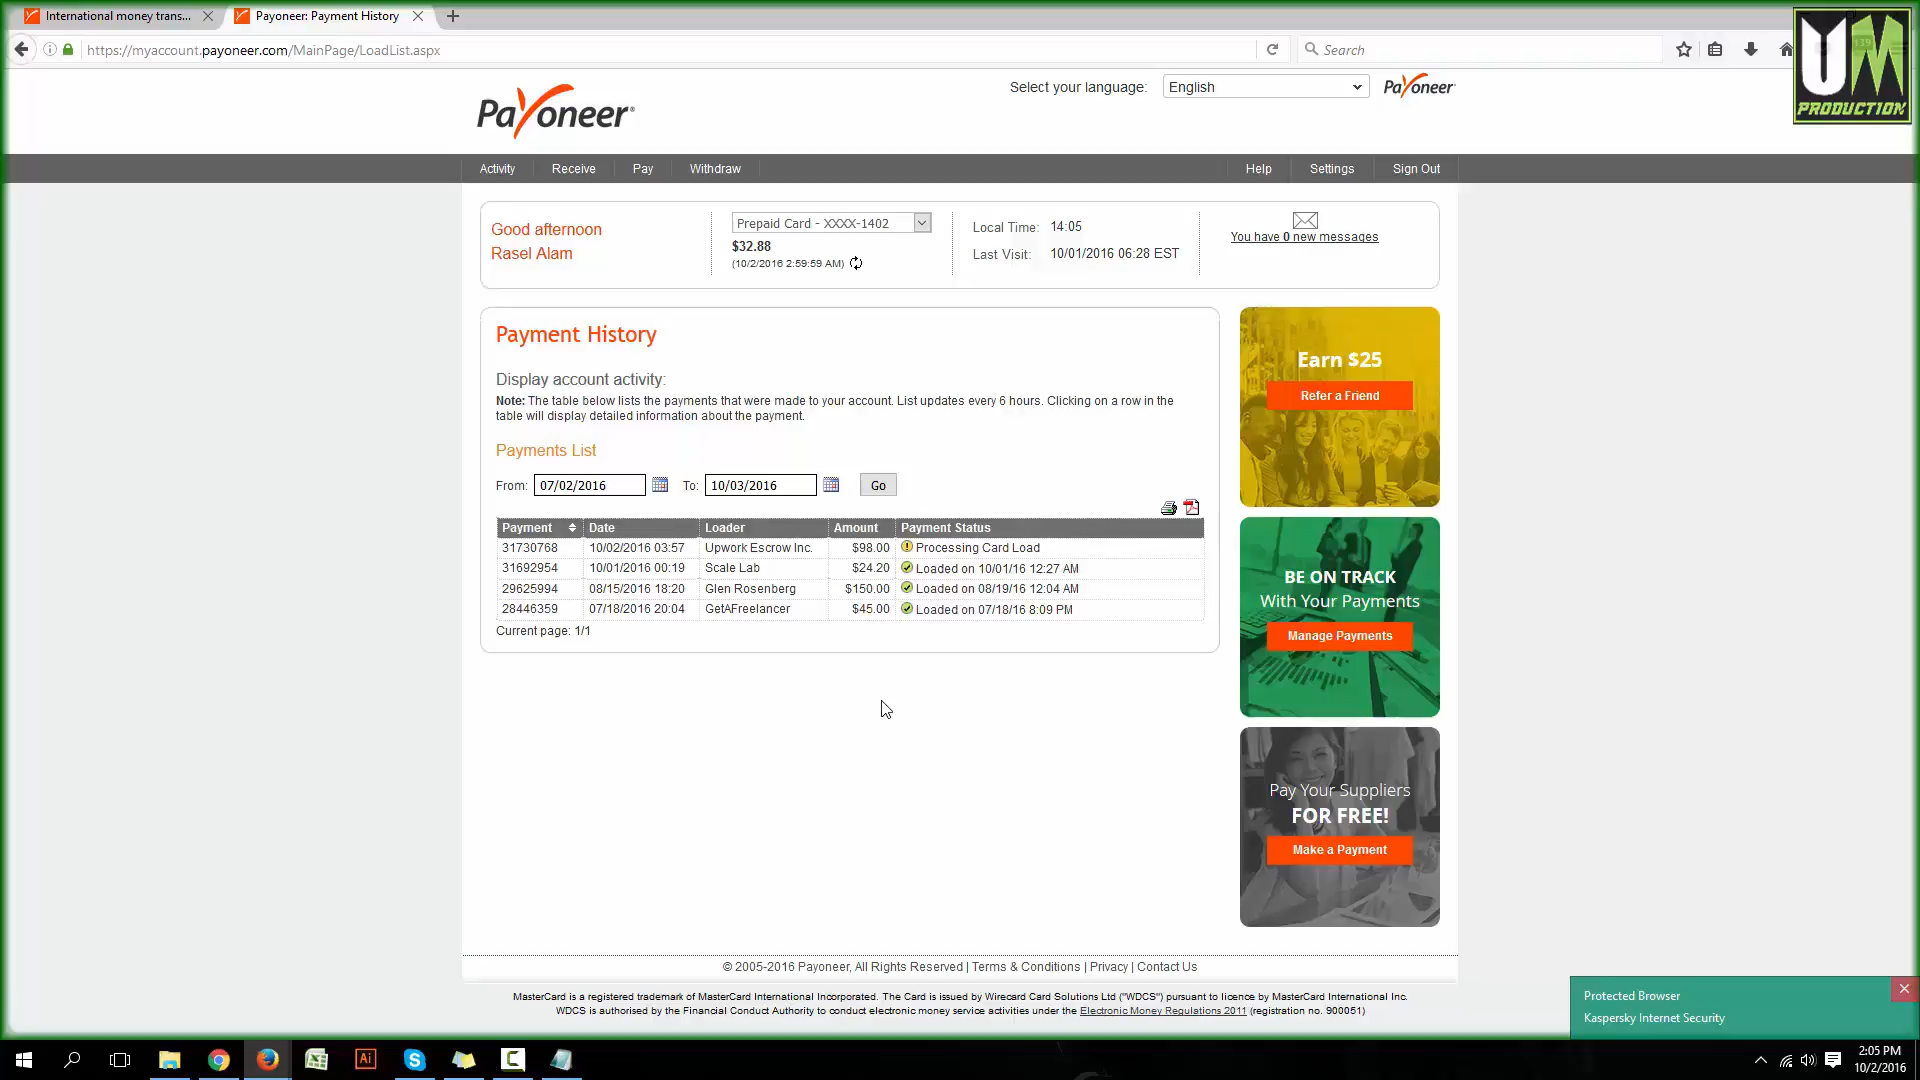 International money trans...
Payoneer: Payment History
https://myaccount.payoneer.com/MainPage/LoadList.aspx
Search
139
UM
PRODUCTION
Payoneer
Select your language:
English
Payoneer
Activity
Receive
Pay
Withdraw
Help
Settings
Sign Out
Good afternoon
Rasel Alam
Prepaid Card - XXXX-1402
$32.88
(10/2/2016 2:59:59 AM)
Local Time: 14:05
Last Visit: 10/01/2016 06:28 EST
You have 0 new messages
Payment History
Display account activity:
Note: The table below lists the payments that were made to your account. List updates every 6 hours. Clicking on a row in the
table will display detailed information about the payment.
Payments List
From: 07/02/2016 To: 10/03/2016 Go
Payment Date Loader Amount Payment Status
31730768 10/02/2016 03:57 Upwork Escrow Inc. $98.00 Processing Card Load
31692954 10/01/2016 00:19 Scale Lab $24.20 Loaded on 10/01/16 12:27 AM
29625994 08/15/2016 18:20 Glen Rosenberg $150.00 Loaded on 08/19/16 12:04 AM
28446359 07/18/2016 20:04 GetAFreelancer $45.00 Loaded on 07/18/16 8:09 PM
Current page: 1/1
Earn $25
Refer a Friend
BE ON TRACK
With Your Payments
Manage Payments
Pay Your Suppliers
FOR FREE!
Make a Payment
© 2005-2016 Payoneer, All Rights Reserved | Terms & Conditions | Privacy | Contact Us
MasterCard is a registered trademark of MasterCard International Incorporated. The Card is issued by Wirecard Card Solutions Ltd ("WDCS") pursuant to licence by MasterCard International Inc.
WDCS is authorised by the Financial Conduct Authority to conduct electronic money service activities under the Electronic Money Regulations 2011 (registration no. 900051)
Protected Browser
Kaspersky Internet Security
Ai
2:05 PM
10/2/2016